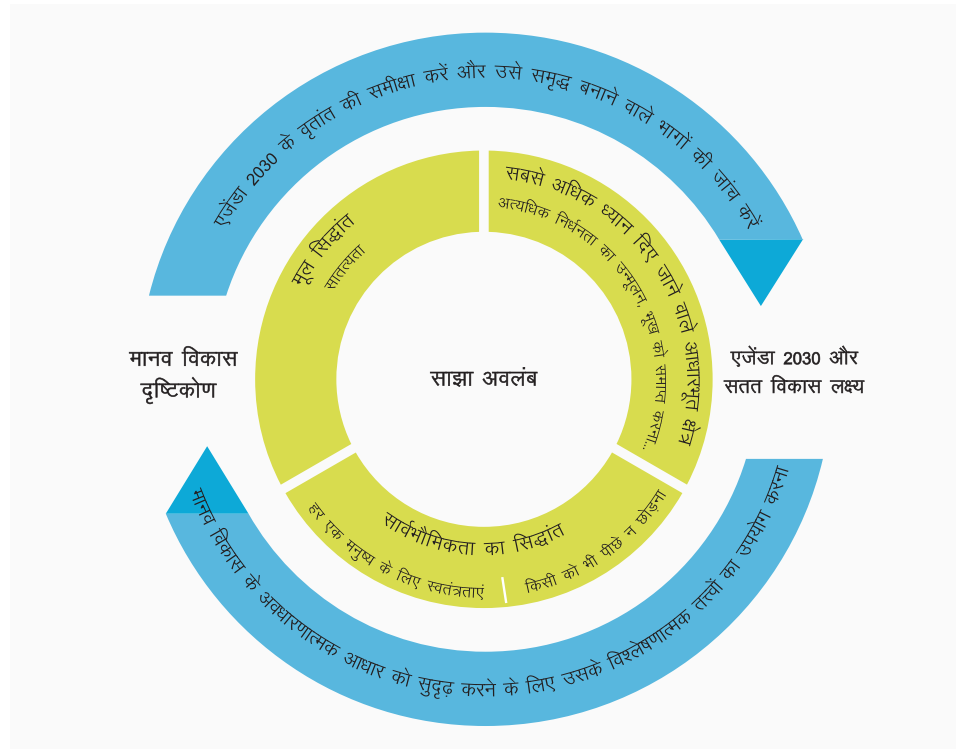 एजेंडा 2030 के वृतांत की समीक्षा करें और उसे समृद्ध बनाने वाले भागों की जांच करें
मूल सिद्धांत
सातत्यता
सबसे अधिक ध्यान दिए जाने वाले आधारभूत क्षेत्र
अत्यधिक निर्धनता का उन्मूलन, भूख को समाप्त करना...
मानव विकास
दृष्टिकोण
साझा अवलंब
एजेंडा 2030 और
सतत विकास लक्ष्य
सार्वभौमिकता का सिद्धांत
हर एक मनुष्य के लिए स्वतंत्रताएं
किसी को भी पीछे न छोड़ना
मानव विकास के अवधारणात्मक आधार को सुदृढ़ करने के लिए उसके विश्लेषणात्मक तत्त्वों का उपयोग करना